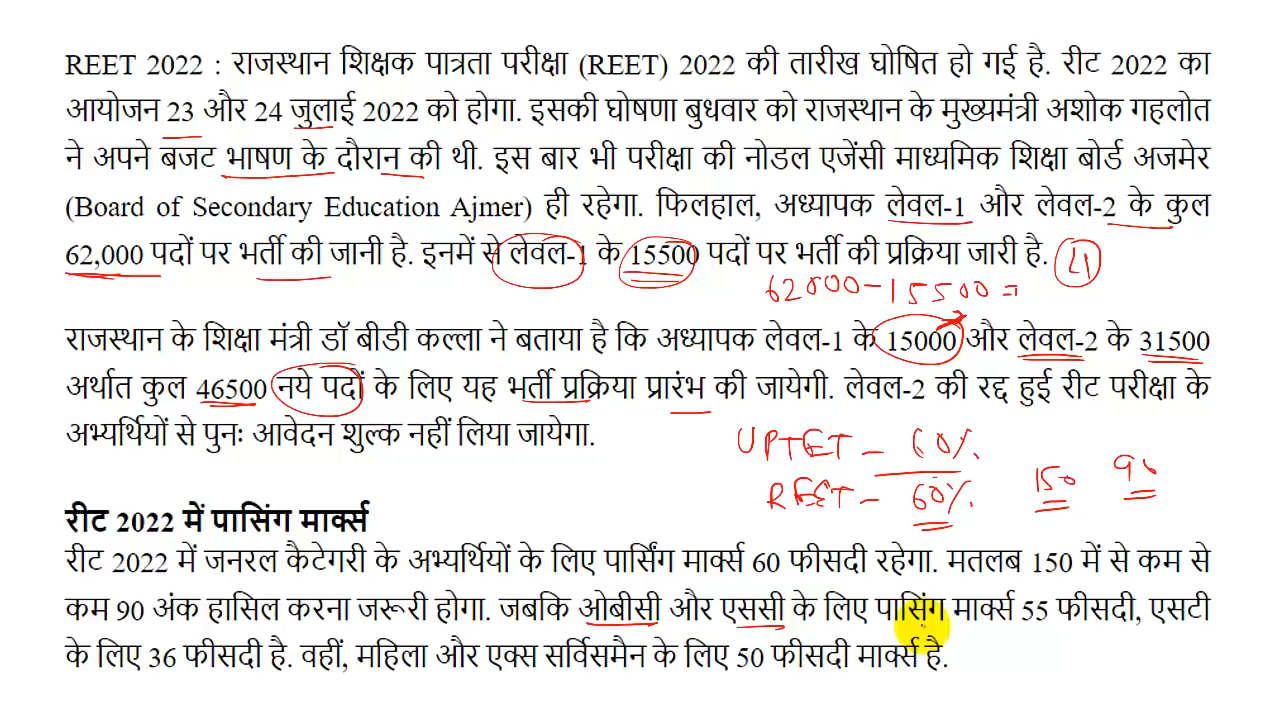 REET 2022 : राजस्थान शिक्षक पात्रता परीक्षा (REET) 2022 की तारीख घोषित हो गई है. रीट 2022 का
आयोजन 23 और 24 जुलाई 2022 को होगा. इसकी घोषणा बुधवार को राजस्थान के मुख्यमंत्री अशोक गहलोत
ने अपने बजट भाषण के दौरान की थी. इस बार भी परीक्षा की नोडल एजेंसी माध्यमिक शिक्षा बोर्ड अजमेर
(Board of Secondary Education Ajmer) ही रहेगा. फिलहाल, अध्यापक लेवल-1 और लेवल-2 के कुल
62,000 पदों पर भर्ती की जानी है. इनमें से लेवल-1 के 15500 पदों पर भर्ती की प्रक्रिया जारी है. L1
62000-15500 =
राजस्थान के शिक्षा मंत्री डॉ बीडी कल्ला ने बताया है कि अध्यापक लेवल-1 के 15000 और लेवल-2 के 31500
अर्थात कुल 46500 नये पदों के लिए यह भर्ती प्रक्रिया प्रारंभ की जायेगी. लेवल-2 की रद्द हुई रीट परीक्षा के
अभ्यर्थियों से पुनः आवेदन शुल्क नहीं लिया जायेगा.
UPTET - 60%
REET - 60% 150 90
रीट 2022 में पासिंग मार्क्स
रीट 2022 में जनरल कैटेगरी के अभ्यर्थियों के लिए पार्सिंग मार्क्स 60 फीसदी रहेगा. मतलब 150 में से कम से
कम 90 अंक हासिल करना जरूरी होगा. जबकि ओबीसी और एससी के लिए पासिंग मार्क्स 55 फीसदी, एसटी
के लिए 36 फीसदी है. वहीं, महिला और एक्स सर्विसमैन के लिए 50 फीसदी मार्क्स है.